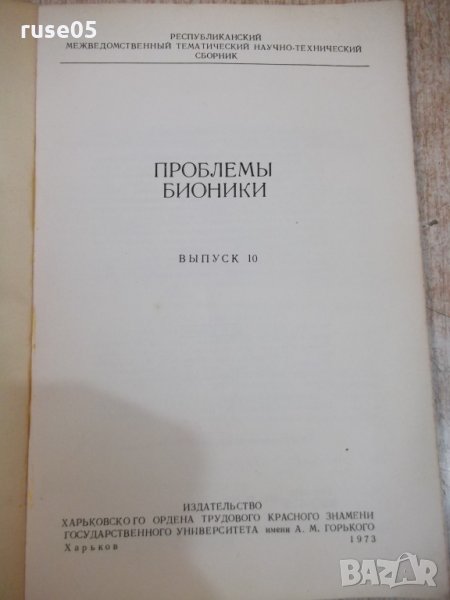 ruse05
РЕСПУБЛИКАНСКИЙ
МЕЖВЕДОМСТВЕННЫЙ ТЕМАТИЧЕСКИЙ НАУЧНО-ТЕХНИЧЕСКИЙ
СБОРНИК
ПРОБЛЕМЫ
БИОНИКИ
ВЫПУСК 10
ИЗДАТЕЛЬСТВО
ХАРЬКОВСКОГО ОРДЕНА ТРУДОВОГО КРАСНОГО ЗНАМЕНИ
ГОСУДАРСТВЕННОГО УНИВЕРСИТЕТА имени А. М. ГОРЬКОГО
Харьков 1973
BAZAR